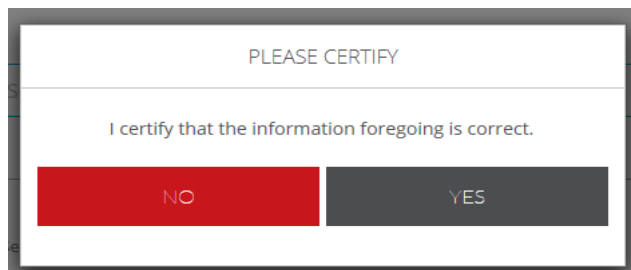 PLEASE CERTIFY
I certify that the information foregoing is correct.
NO
YES